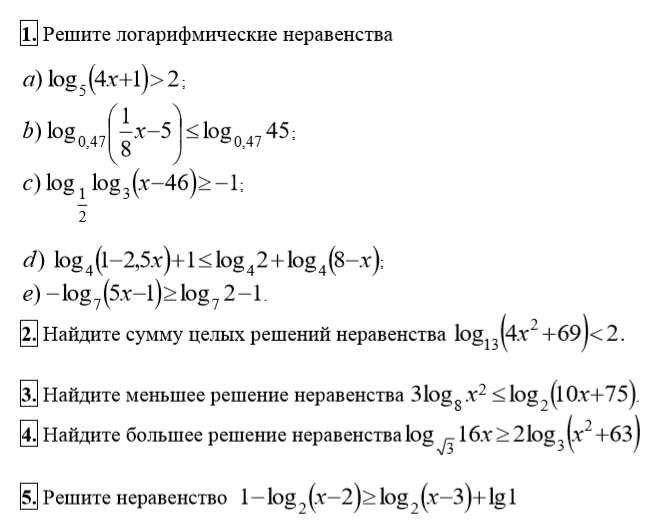 1. Решите логарифмические неравенства
a) log₅(4x+1)>2;
b) log₀,₄₇(1/8 x−5)≤log₀,₄₇ 45;
c) log_{1/2} log₃(x−46)≥−1;
d) log₄(1−2,5x)+1≤log₄2+log₄(8−x);
e) −log₇(5x−1)≥log₇2−1.
2. Найдите сумму целых решений неравенства log₁₃(4x²+69)<2.
3. Найдите меньшее решение неравенства 3log₈x²≤log₂(10x+75).
4. Найдите большее решение неравенства log_{√3}16x≥2log₃(x²+63)
5. Решите неравенство 1−log₂(x−2)≥log₂(x−3)+lg1